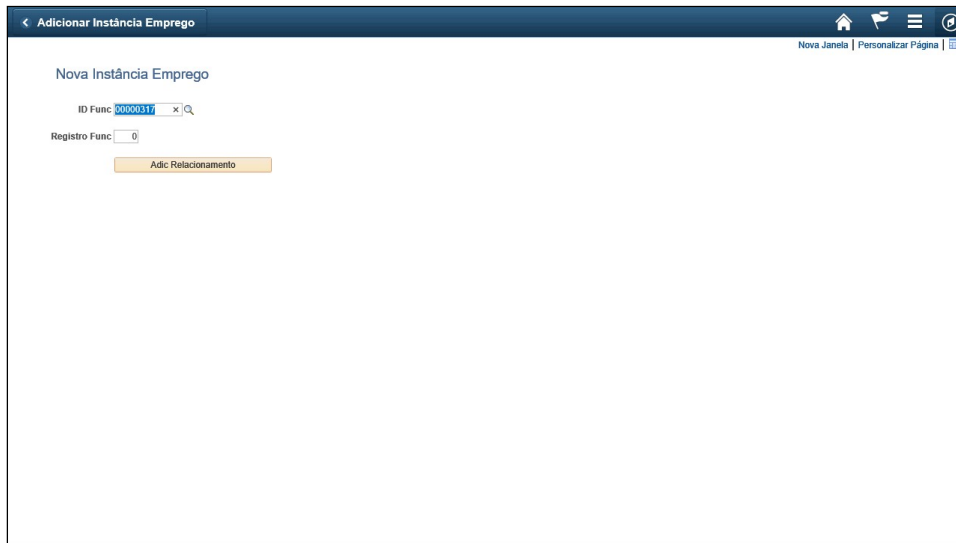 Adicionar Instância Emprego
Nova Janela | Personalizar Página |
Nova Instância Emprego
ID Func 00000317
Registro Func 0
Adic Relacionamento